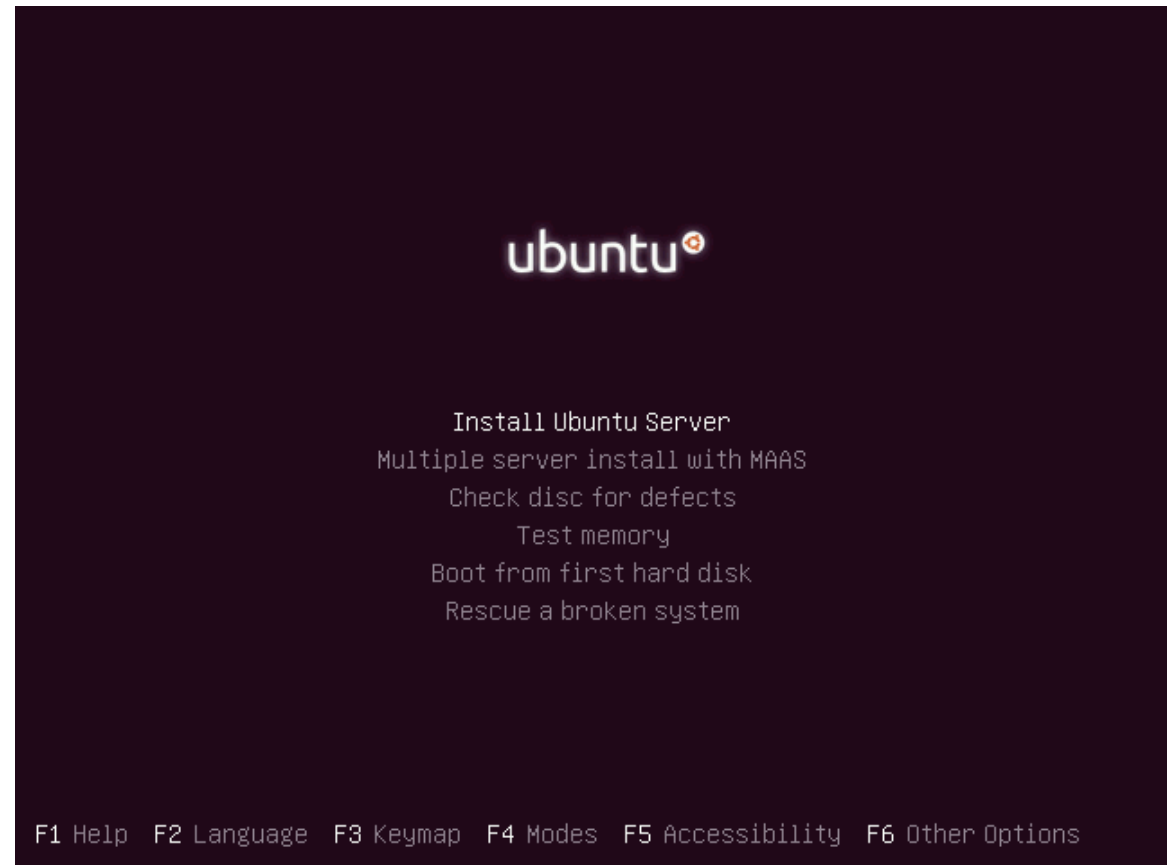 ubuntu
Install Ubuntu Server
Multiple server install with MAAS
Check disc for defects
Test memory
Boot from first hard disk
Rescue a broken system
F1 Help F2 Language F3 Keymap F4 Modes F5 Accessibility F6 Other Options